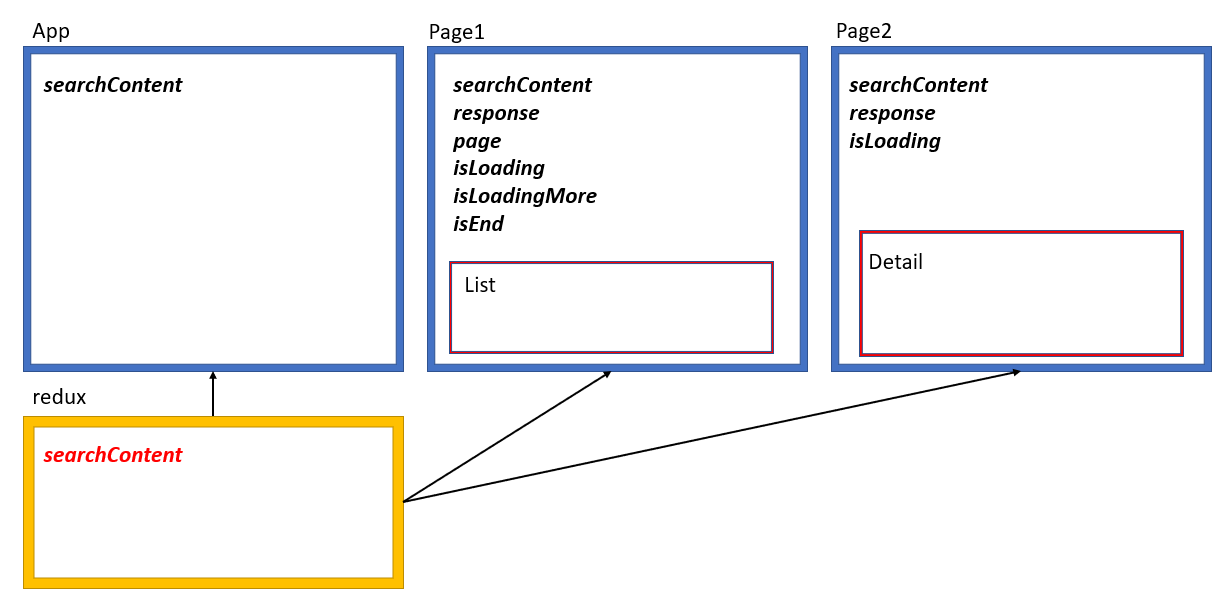 App
searchContent
Page1
searchContent
response
page
isLoading
isLoadingMore
isEnd
List
Page2
searchContent
response
isLoading
Detail
redux
searchContent